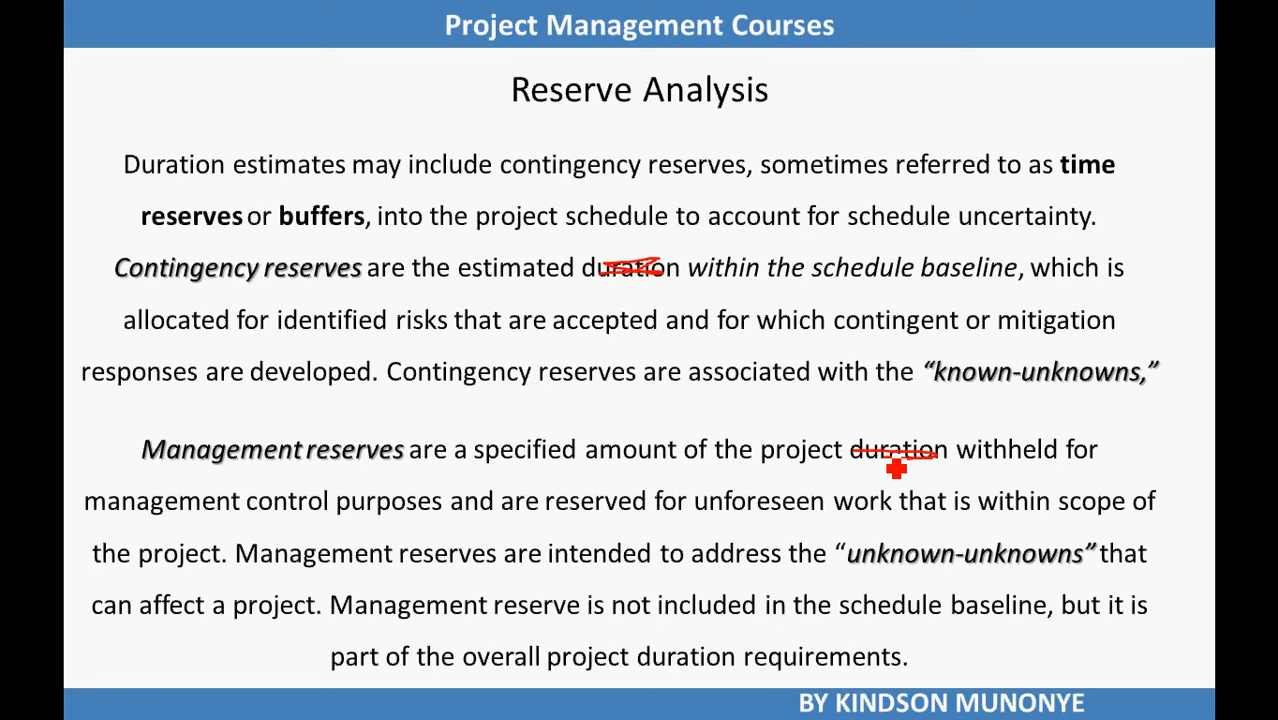 Project Management Courses
Reserve Analysis
Duration estimates may include contingency reserves, sometimes referred to as time
reserves or buffers, into the project schedule to account for schedule uncertainty.
Contingency reserves are the estimated duration within the schedule baseline, which is
allocated for identified risks that are accepted and for which contingent or mitigation
responses are developed. Contingency reserves are associated with the “known-unknowns,”
Management reserves are a specified amount of the project duration withheld for
management control purposes and are reserved for unforeseen work that is within scope of
the project. Management reserves are intended to address the “unknown-unknowns” that
can affect a project. Management reserve is not included in the schedule baseline, but it is
part of the overall project duration requirements.
BY KINDSON MUNONYE